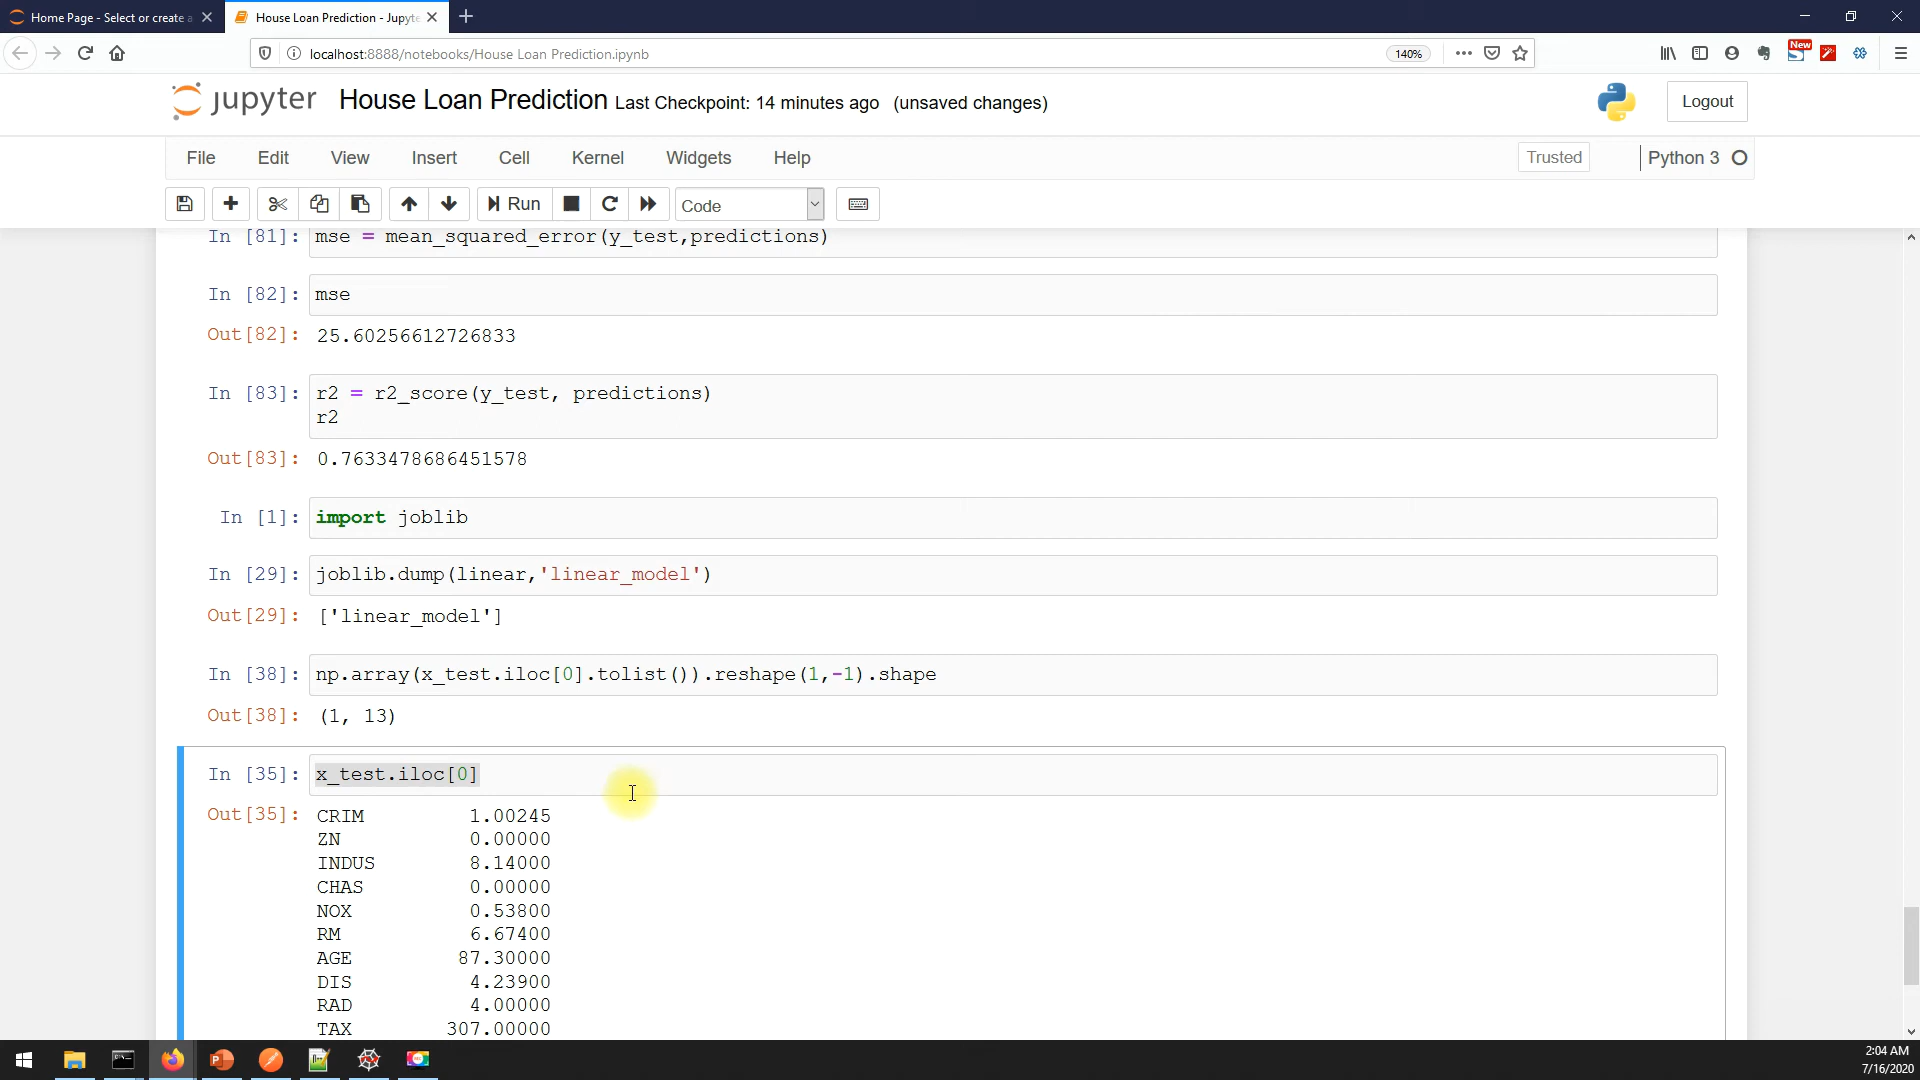 Home Page - Select or create a
House Loan Prediction - Jupyte
localhost:8888/notebooks/House Loan Prediction.ipynb
140%
New
jupyter
House Loan Prediction Last Checkpoint: 14 minutes ago (unsaved changes)
Logout
File Edit View Insert Cell Kernel Widgets Help
Trusted
Python 3
Run
Code
In [81]: mse = mean_squared_error(y_test,predictions)
In [82]: mse
Out[82]: 25.60256612726833
In [83]: r2 = r2_score(y_test, predictions)
r2
Out[83]: 0.7633478686451578
In [1]: import joblib
In [29]: joblib.dump(linear,'linear_model')
Out[29]: ['linear_model']
In [38]: np.array(x_test.iloc[0].tolist()).reshape(1,-1).shape
Out[38]: (1, 13)
In [35]: x_test.iloc[0]
Out[35]: CRIM 1.00245
ZN 0.00000
INDUS 8.14000
CHAS 0.00000
NOX 0.53800
RM 6.67400
AGE 87.30000
DIS 4.23900
RAD 4.00000
TAX 307.00000
2:04 AM
7/16/2020